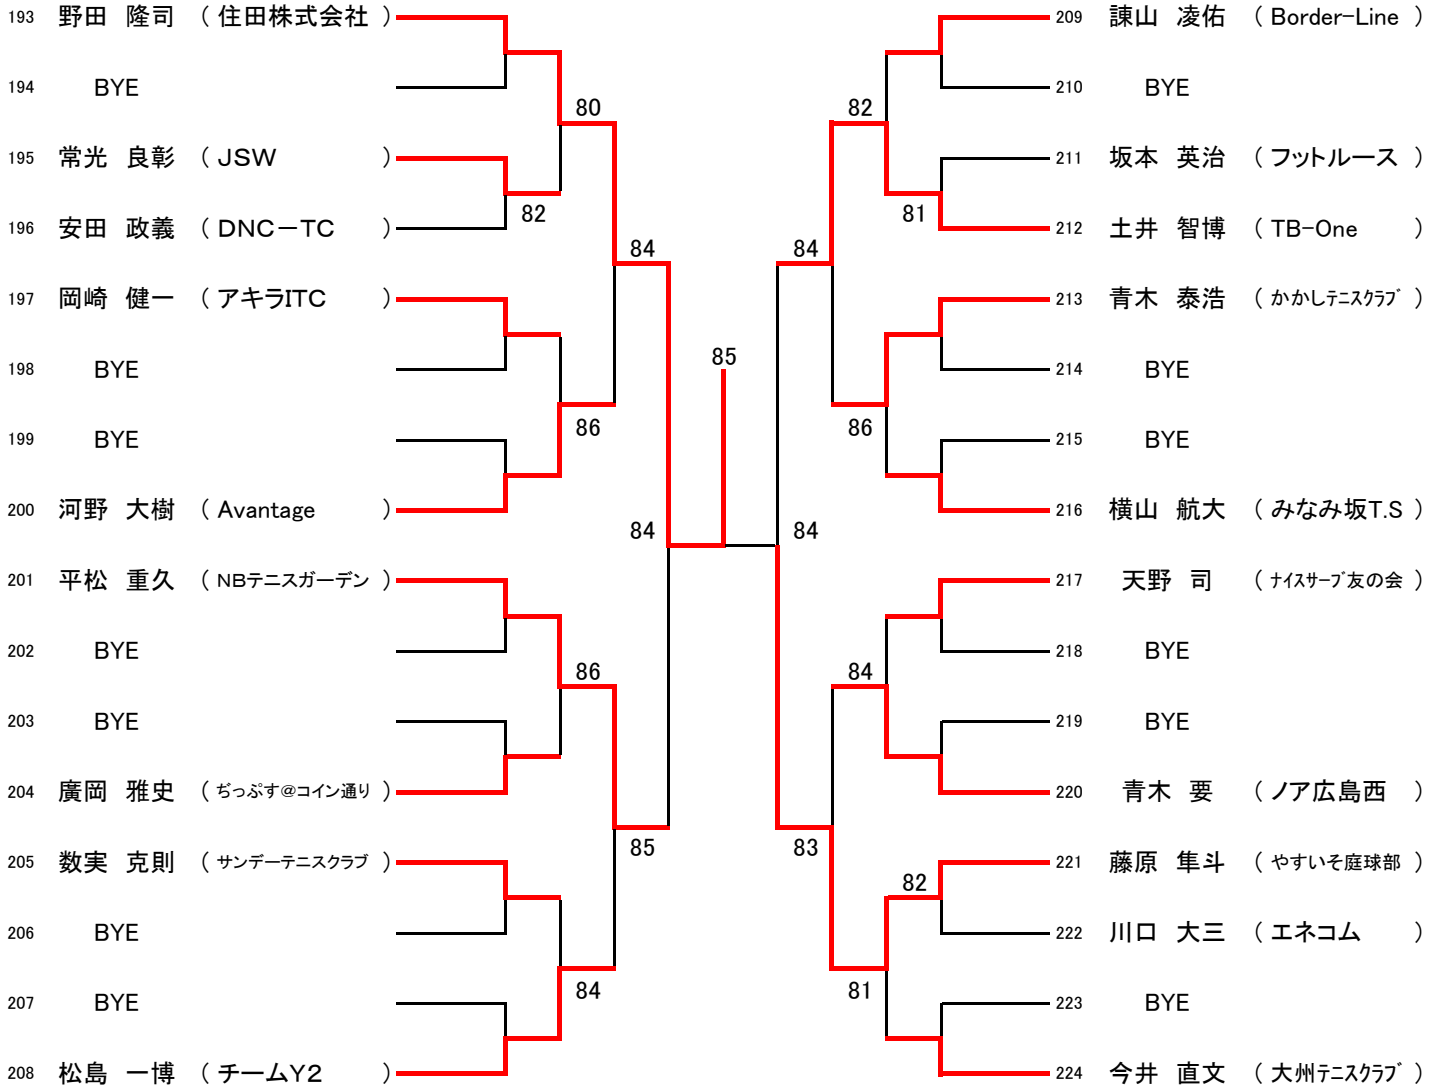 193 野田 隆司 ( 住田株式会社 )
194 BYE
80
195 常光 良彰 ( JSW )
82
196 安田 政義 ( DNC－TC )
84
197 岡崎 健一 ( アキラITC )
198 BYE
86
199 BYE
200 河野 大樹 ( Avantage )
84
201 平松 重久 ( NBテニスガーデン )
202 BYE
86
203 BYE
204 廣岡 雅史 ( ぢっぷす@コイン通り )
85
205 数実 克則 ( サンデーテニスクラブ )
206 BYE
84
207 BYE
208 松島 一博 ( チームY2 )
85
209 諌山 凌佑 ( Border-Line )
210 BYE
82
211 坂本 英治 ( フットルース )
81
212 土井 智博 ( TB-One )
84
213 青木 泰浩 ( かかしテニスクラブ )
214 BYE
86
215 BYE
216 横山 航大 ( みなみ坂T.S )
84
217 天野 司 ( ナイスサーブ友の会 )
218 BYE
84
219 BYE
220 青木 要 ( ノア広島西 )
83
221 藤原 隼斗 ( やすいそ庭球部 )
82
222 川口 大三 ( エネコム )
81
223 BYE
224 今井 直文 ( 大州テニスクラブ )